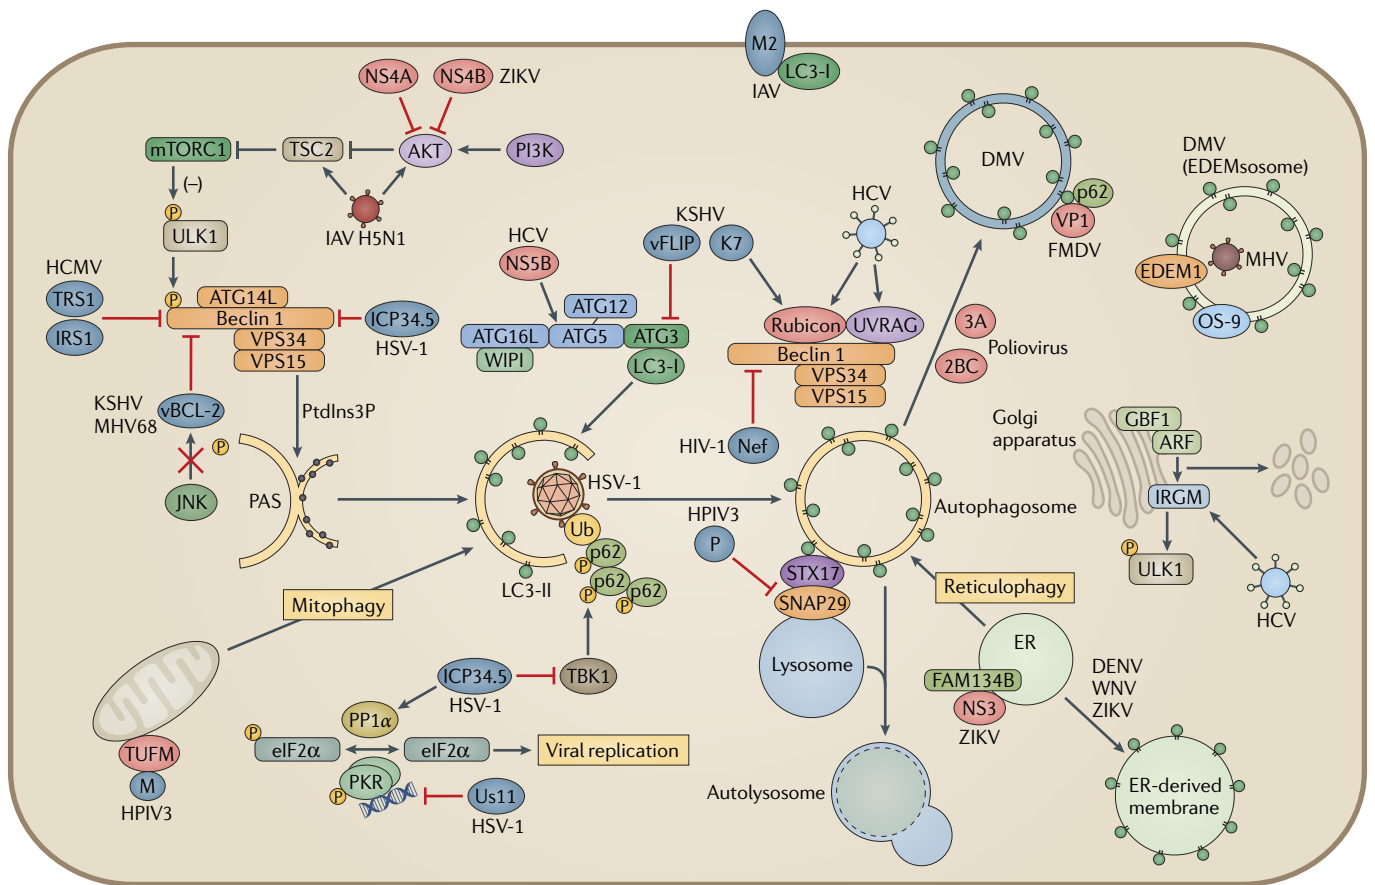 M2
LC3-I
IAV
NS4A
NS4B
ZIKV
mTORC1
TSC2
AKT
PI3K
(–)
P
ULK1
IAV H5N1
HCMV
TRS1
IRS1
P
ATG14L
Beclin 1
VPS34
VPS15
ICP34.5
HSV-1
KSHV
MHV68
vBCL-2
P
JNK
PtdIns3P
PAS
HCV
NS5B
ATG12
ATG16L
ATG5
ATG3
WIPI
LC3-I
KSHV
vFLIP
K7
HCV
Rubicon
UVRAG
Beclin 1
VPS34
VPS15
HIV-1
Nef
DMV
p62
VP1
FMDV
DMV
(EDEMsosome)
MHV
EDEM1
OS-9
3A
Poliovirus
2BC
Golgi
apparatus
GBF1
ARF
IRGM
P
ULK1
HCV
HSV-1
Ub
p62
P
p62
P
p62
P
LC3-II
HPIV3
P
Autophagosome
STX17
SNAP29
Lysosome
Autolysosome
Reticulophagy
ER
FAM134B
NS3
ZIKV
DENV
WNV
ZIKV
ER-derived
membrane
Mitophagy
TUFM
M
HPIV3
ICP34.5
HSV-1
TBK1
PP1α
P
eIF2α
eIF2α
Viral replication
PKR
P
Us11
HSV-1